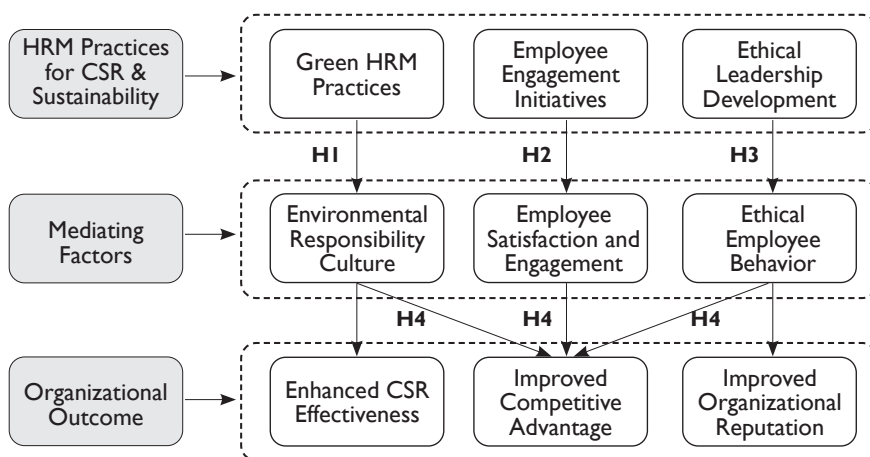 HRM Practices
for CSR &
Sustainability
Green HRM
Practices
Employee
Engagement
Initiatives
Ethical
Leadership
Development
H1
H2
H3
Mediating
Factors
Environmental
Responsibility
Culture
Employee
Satisfaction and
Engagement
Ethical
Employee
Behavior
H4
H4
H4
Organizational
Outcome
Enhanced CSR
Effectiveness
Improved
Competitive
Advantage
Improved
Organizational
Reputation